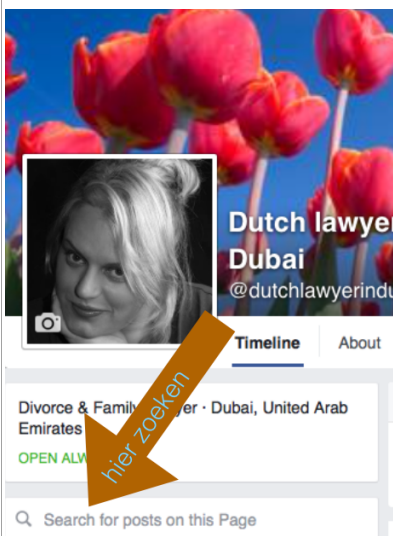 Dutch lawyer
Dubai
@dutchlawyerindu
Timeline About
Divorce & Family yer · Dubai, United Arab
Emirates
OPEN ALW
hier zoeken
Search for posts on this Page